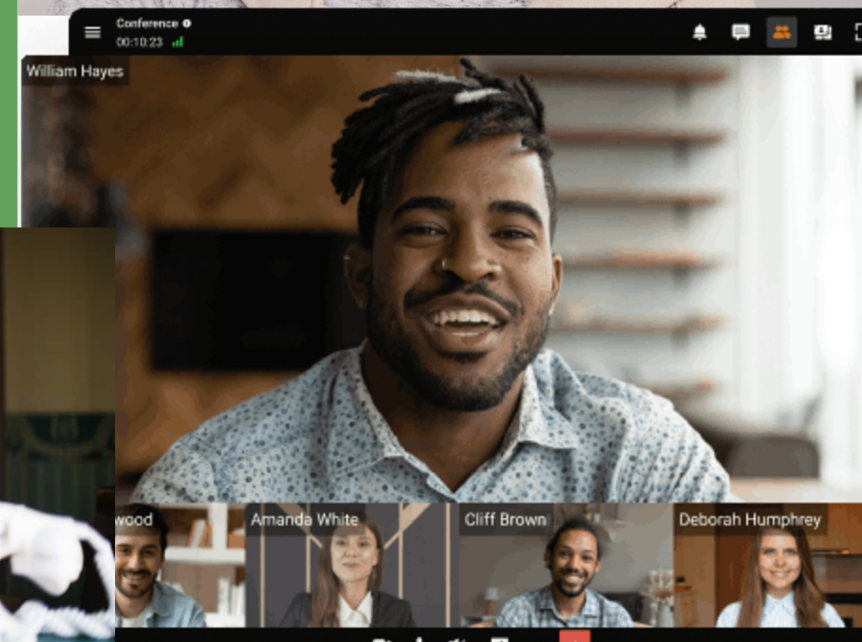 Conference
00:10:23
William Hayes
wood
Amanda White
Cliff Brown
Deborah Humphrey